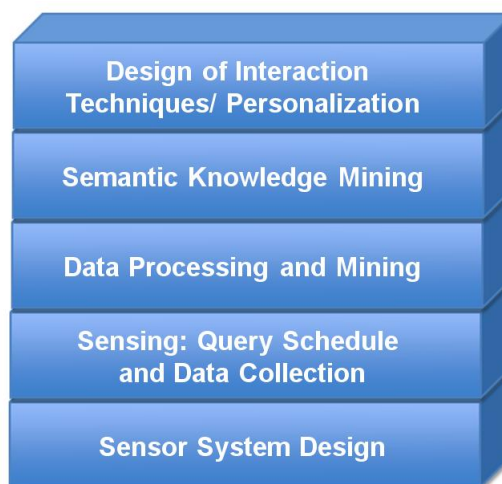 Design of Interaction
Techniques/ Personalization
Semantic Knowledge Mining
Data Processing and Mining
Sensing: Query Schedule
and Data Collection
Sensor System Design